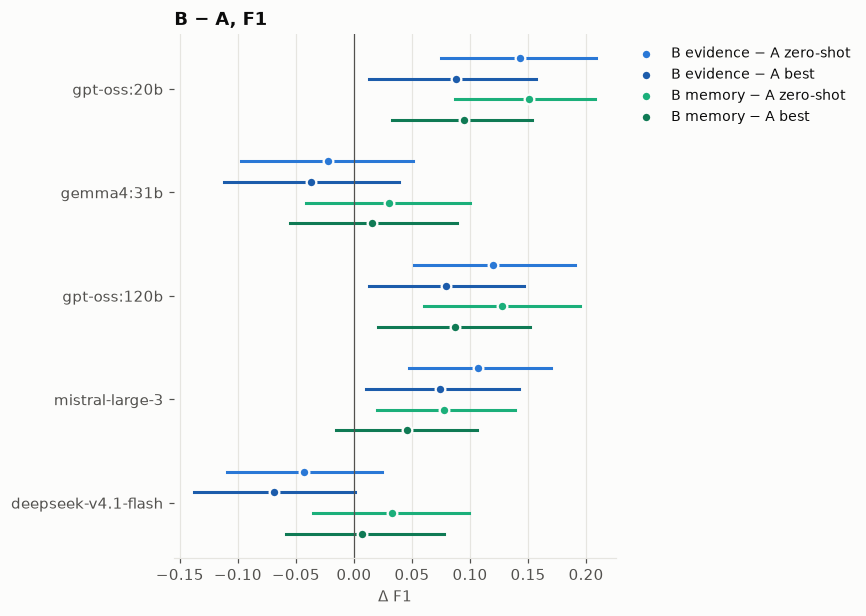 B − A, F1
B evidence − A zero-shot
B evidence − A best
B memory − A zero-shot
B memory − A best
gpt-oss:20b
gemma4:31b
gpt-oss:120b
mistral-large-3
deepseek-v4.1-flash
−0.15 −0.10 −0.05 0.00 0.05 0.10 0.15 0.20
Δ F1